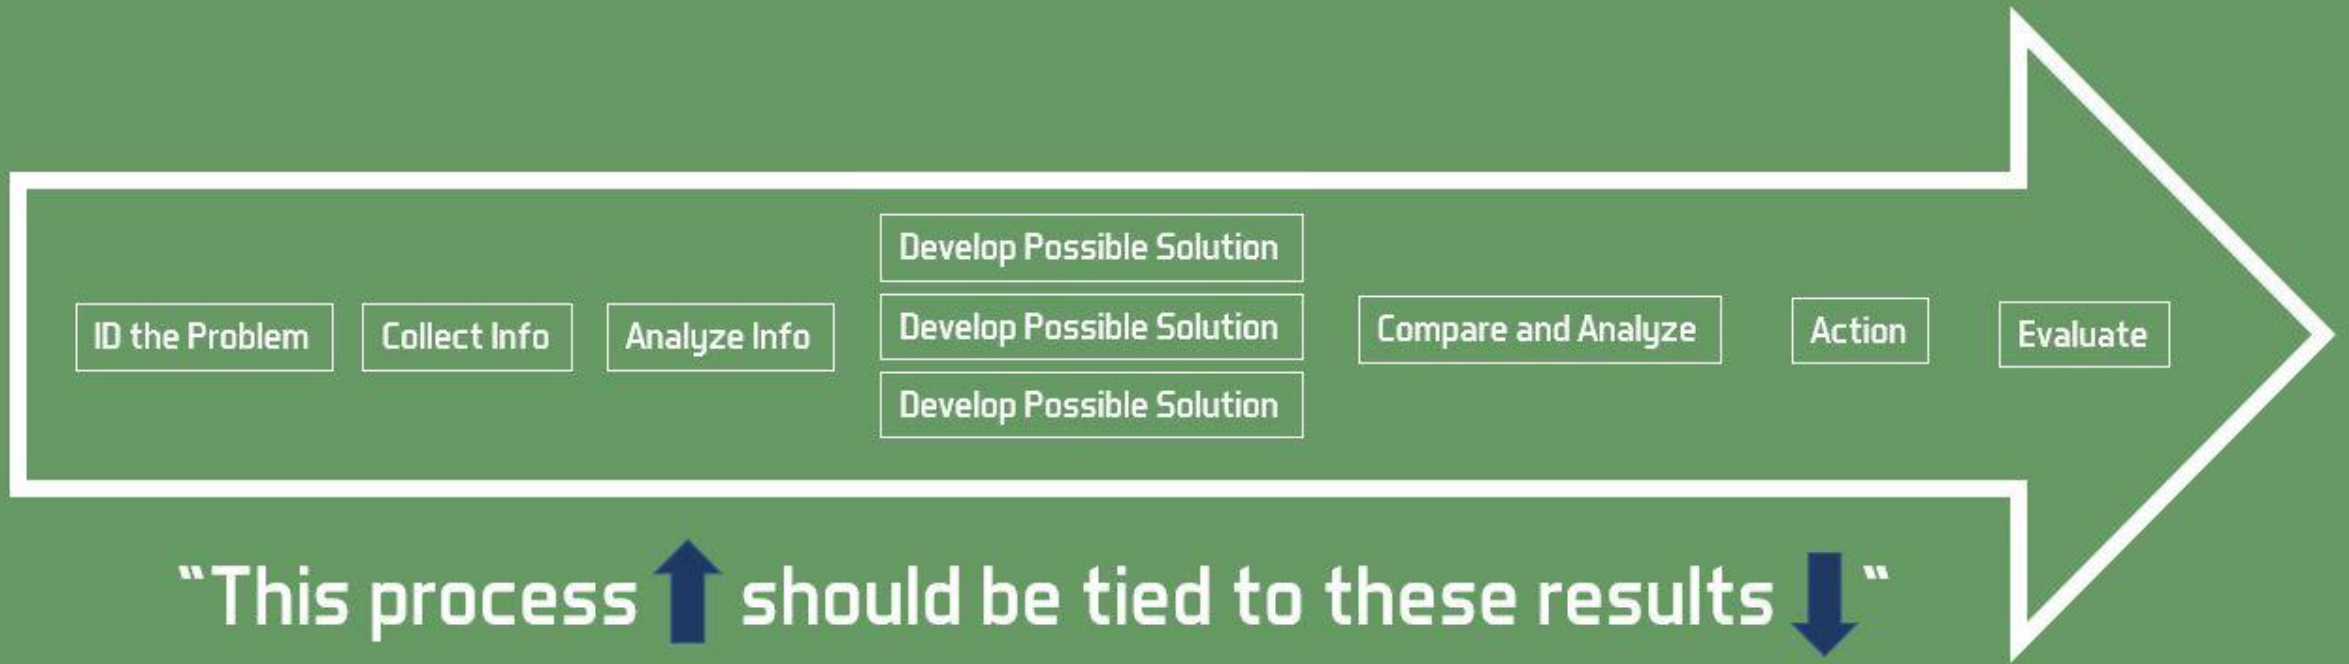 ID the Problem
Collect Info
Analyze Info
Develop Possible Solution
Develop Possible Solution
Develop Possible Solution
Compare and Analyze
Action
Evaluate
“This process should be tied to these results “